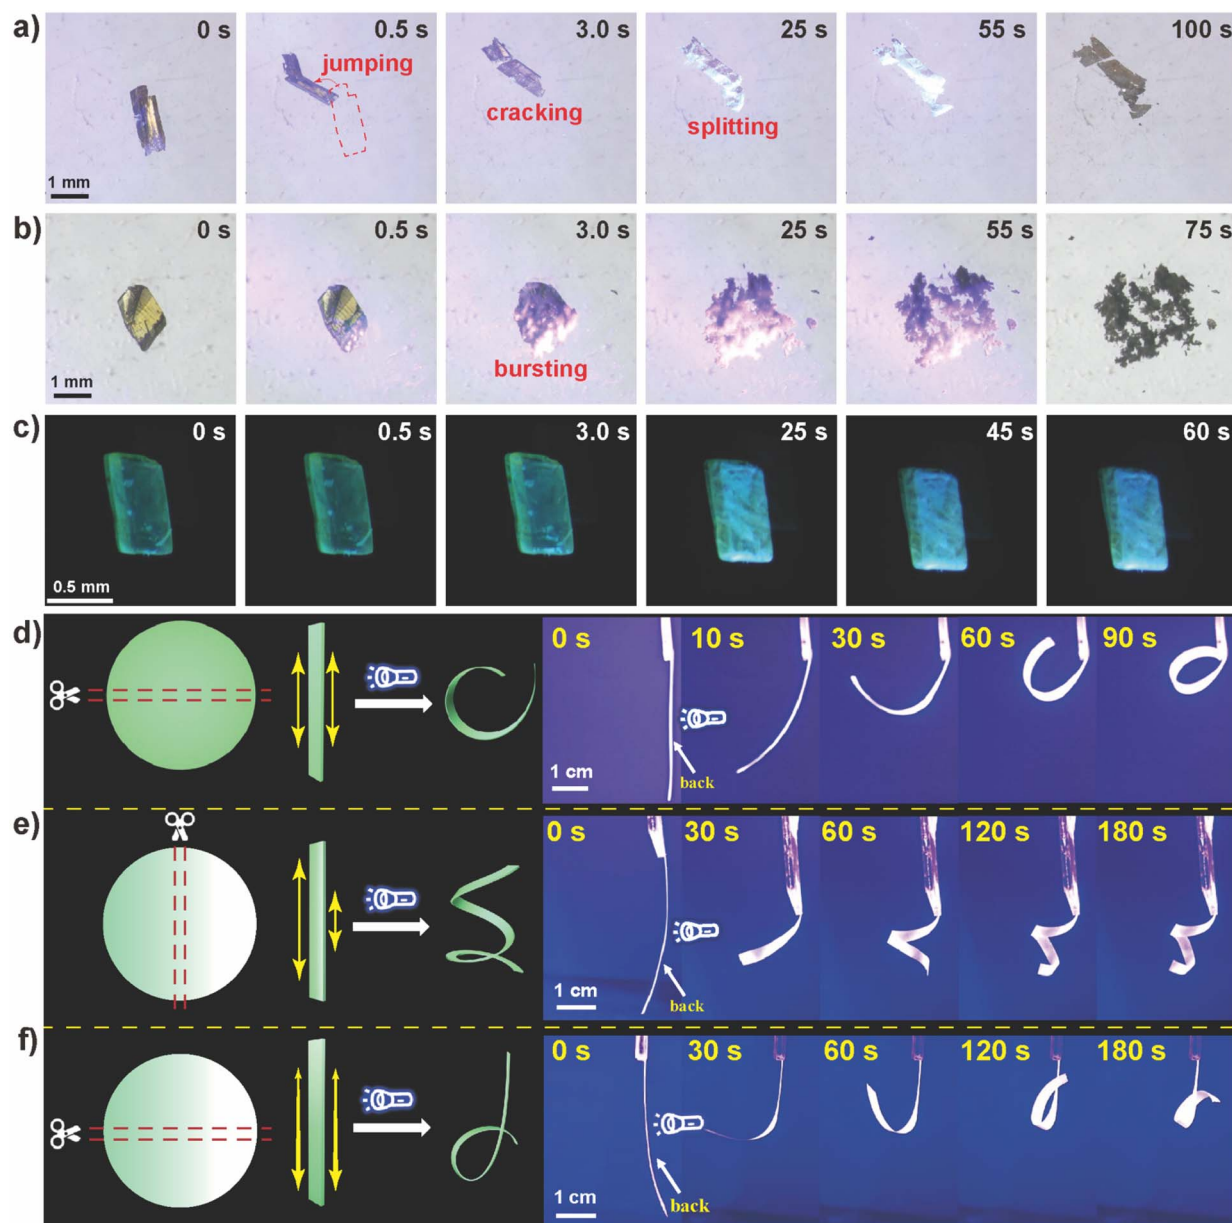 a)
0 s
0.5 s
3.0 s
25 s
55 s
100 s
jumping
cracking
splitting
1 mm
b)
0 s
0.5 s
3.0 s
25 s
55 s
75 s
bursting
1 mm
c)
0 s
0.5 s
3.0 s
25 s
45 s
60 s
0.5 mm
d)
0 s
10 s
30 s
60 s
90 s
back
1 cm
e)
0 s
30 s
60 s
120 s
180 s
back
1 cm
f)
0 s
30 s
60 s
120 s
180 s
back
1 cm